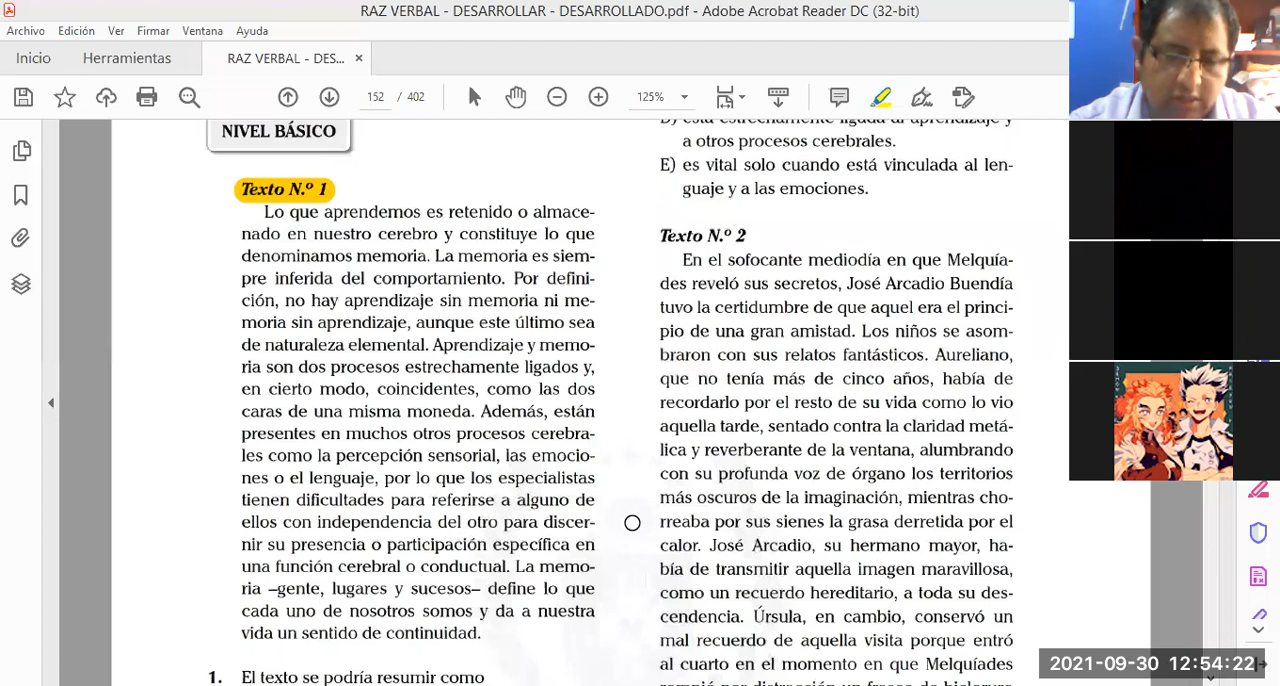 RAZ VERBAL - DESARROLLAR - DESARROLLADO.pdf - Adobe Acrobat Reader DC (32-bit)
Archivo Edición Ver Firmar Ventana Ayuda
Inicio Herramientas RAZ VERBAL - DES... ×
152 / 402 125%
NIVEL BÁSICO
Texto N.º 1
Lo que aprendemos es retenido o almace-
nado en nuestro cerebro y constituye lo que
denominamos memoria. La memoria es siem-
pre inferida del comportamiento. Por defini-
ción, no hay aprendizaje sin memoria ni me-
moria sin aprendizaje, aunque este último sea
de naturaleza elemental. Aprendizaje y memo-
ria son dos procesos estrechamente ligados y,
en cierto modo, coincidentes, como las dos
caras de una misma moneda. Además, están
presentes en muchos otros procesos cerebra-
les como la percepción sensorial, las emocio-
nes o el lenguaje, por lo que los especialistas
tienen dificultades para referirse a alguno de
ellos con independencia del otro para discer-
nir su presencia o participación específica en
una función cerebral o conductual. La memo-
ria –gente, lugares y sucesos– define lo que
cada uno de nosotros somos y da a nuestra
vida un sentido de continuidad.
1. El texto se podría resumir como
D) está estrechamente ligada al aprendizaje y
a otros procesos cerebrales.
E) es vital solo cuando está vinculada al len-
guaje y a las emociones.
Texto N.º 2
En el sofocante mediodía en que Melquía-
des reveló sus secretos, José Arcadio Buendía
tuvo la certidumbre de que aquel era el princi-
pio de una gran amistad. Los niños se asom-
braron con sus relatos fantásticos. Aureliano,
que no tenía más de cinco años, había de
recordarlo por el resto de su vida como lo vio
aquella tarde, sentado contra la claridad metá-
lica y reverberante de la ventana, alumbrando
con su profunda voz de órgano los territorios
más oscuros de la imaginación, mientras cho-
rreaba por sus sienes la grasa derretida por el
calor. José Arcadio, su hermano mayor, ha-
bía de transmitir aquella imagen maravillosa,
como un recuerdo hereditario, a toda su des-
cendencia. Úrsula, en cambio, conservó un
mal recuerdo de aquella visita porque entró
al cuarto en el momento en que Melquíades
rompió por distracción un frasco de bicloruro
2021-09-30 12:54:22